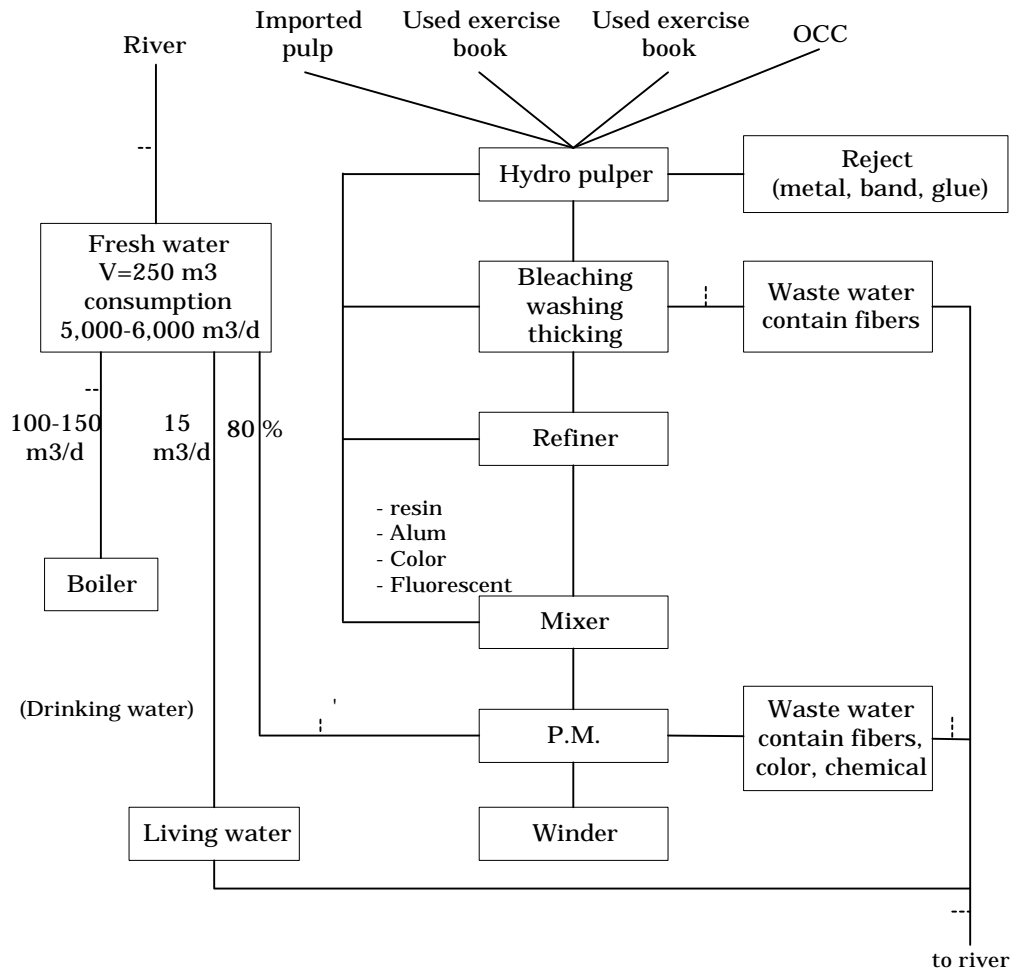 River
Imported
pulp
Used exercise
book
Used exercise
book
OCC
Hydro pulper
Reject
(metal, band, glue)
Fresh water
V=250 m3
consumption
5,000-6,000 m3/d
Bleaching
washing
thicking
Waste water
contain fibers
100-150
m3/d
15
m3/d
80 %
Refiner
- resin
- Alum
- Color
- Fluorescent
Boiler
Mixer
(Drinking water)
P.M.
Waste water
contain fibers,
color, chemical
Living water
Winder
to river